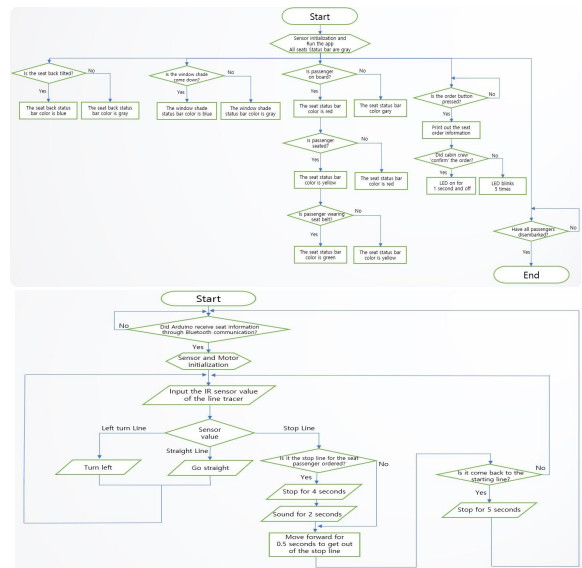 Start
Sensor initialization and
Run the app
All seats Status bar are gray
Is the seat back tilted?
No
Yes
The seat back status
bar color is blue
The seat back status
bar color is gray
Is the window shade
come down?
No
Yes
The window shade
status bar color is blue
The window shade
status bar color is gray
Is passenger
on board?
No
Yes
The seat status bar
color is red
The seat status bar
color gary
Is passenger
seated?
No
Yes
The seat status bar
color is yellow
The seat status bar
color is red
Is passenger wearing
seat belt?
No
Yes
The seat status bar
color is green
The seat status bar
color is yellow
Is the order button
pressed?
No
Yes
Print out the seat
order information
Did cabin crew
'confirm' the order?
No
Yes
LED on for
1 second and off
LED blinks
5 times
Have all passengers
disembarked?
No
Yes
End
Start
Did Arduino receive seat information
through Bluetooth communication?
No
Yes
Sensor and Motor
initialization
Input the IR sensor value
of the line tracer
Sensor
value
Left turn Line
Straight Line
Stop Line
Turn left
Go straight
Is it the stop line for the seat
passenger ordered?
No
Yes
Stop for 4 seconds
Sound for 2 seconds
Move forward for
0.5 seconds to get out
of the stop line
Is it come back to the
starting line?
No
Yes
Stop for 5 seconds